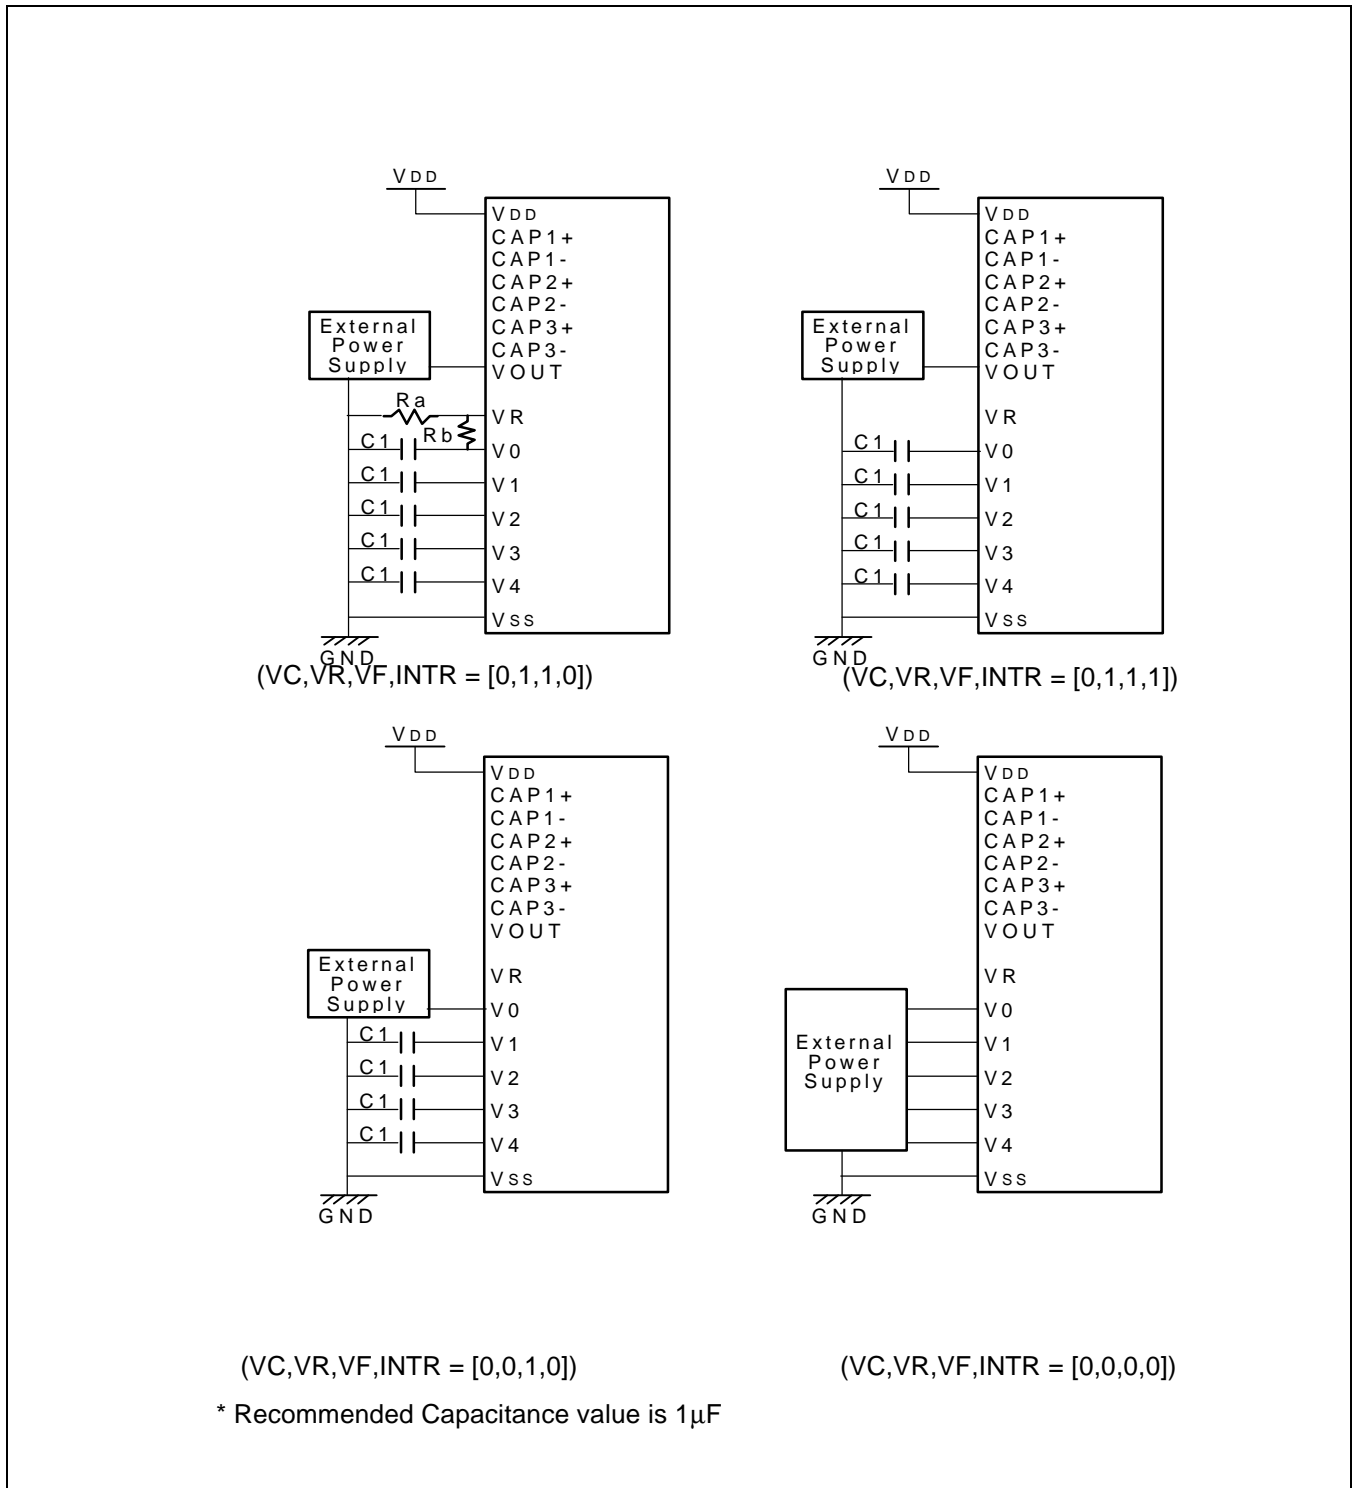 VDD
VDD
CAP1+
CAP1-
CAP2+
CAP2-
CAP3+
CAP3-
VOUT
VR
V0
V1
V2
V3
V4
Vss
External
Power
Supply
Ra
Rb
C1
C1
C1
C1
C1
GND
(VC,VR,VF,INTR = [0,1,1,0])
VDD
VDD
CAP1+
CAP1-
CAP2+
CAP2-
CAP3+
CAP3-
VOUT
VR
V0
V1
V2
V3
V4
Vss
External
Power
Supply
C1
C1
C1
C1
C1
GND
(VC,VR,VF,INTR = [0,1,1,1])
VDD
VDD
CAP1+
CAP1-
CAP2+
CAP2-
CAP3+
CAP3-
VOUT
VR
V0
V1
V2
V3
V4
Vss
External
Power
Supply
C1
C1
C1
C1
GND
(VC,VR,VF,INTR = [0,0,1,0])
VDD
VDD
CAP1+
CAP1-
CAP2+
CAP2-
CAP3+
CAP3-
VOUT
VR
V0
V1
V2
V3
V4
Vss
External
Power
Supply
GND
(VC,VR,VF,INTR = [0,0,0,0])
* Recommended Capacitance value is 1µF